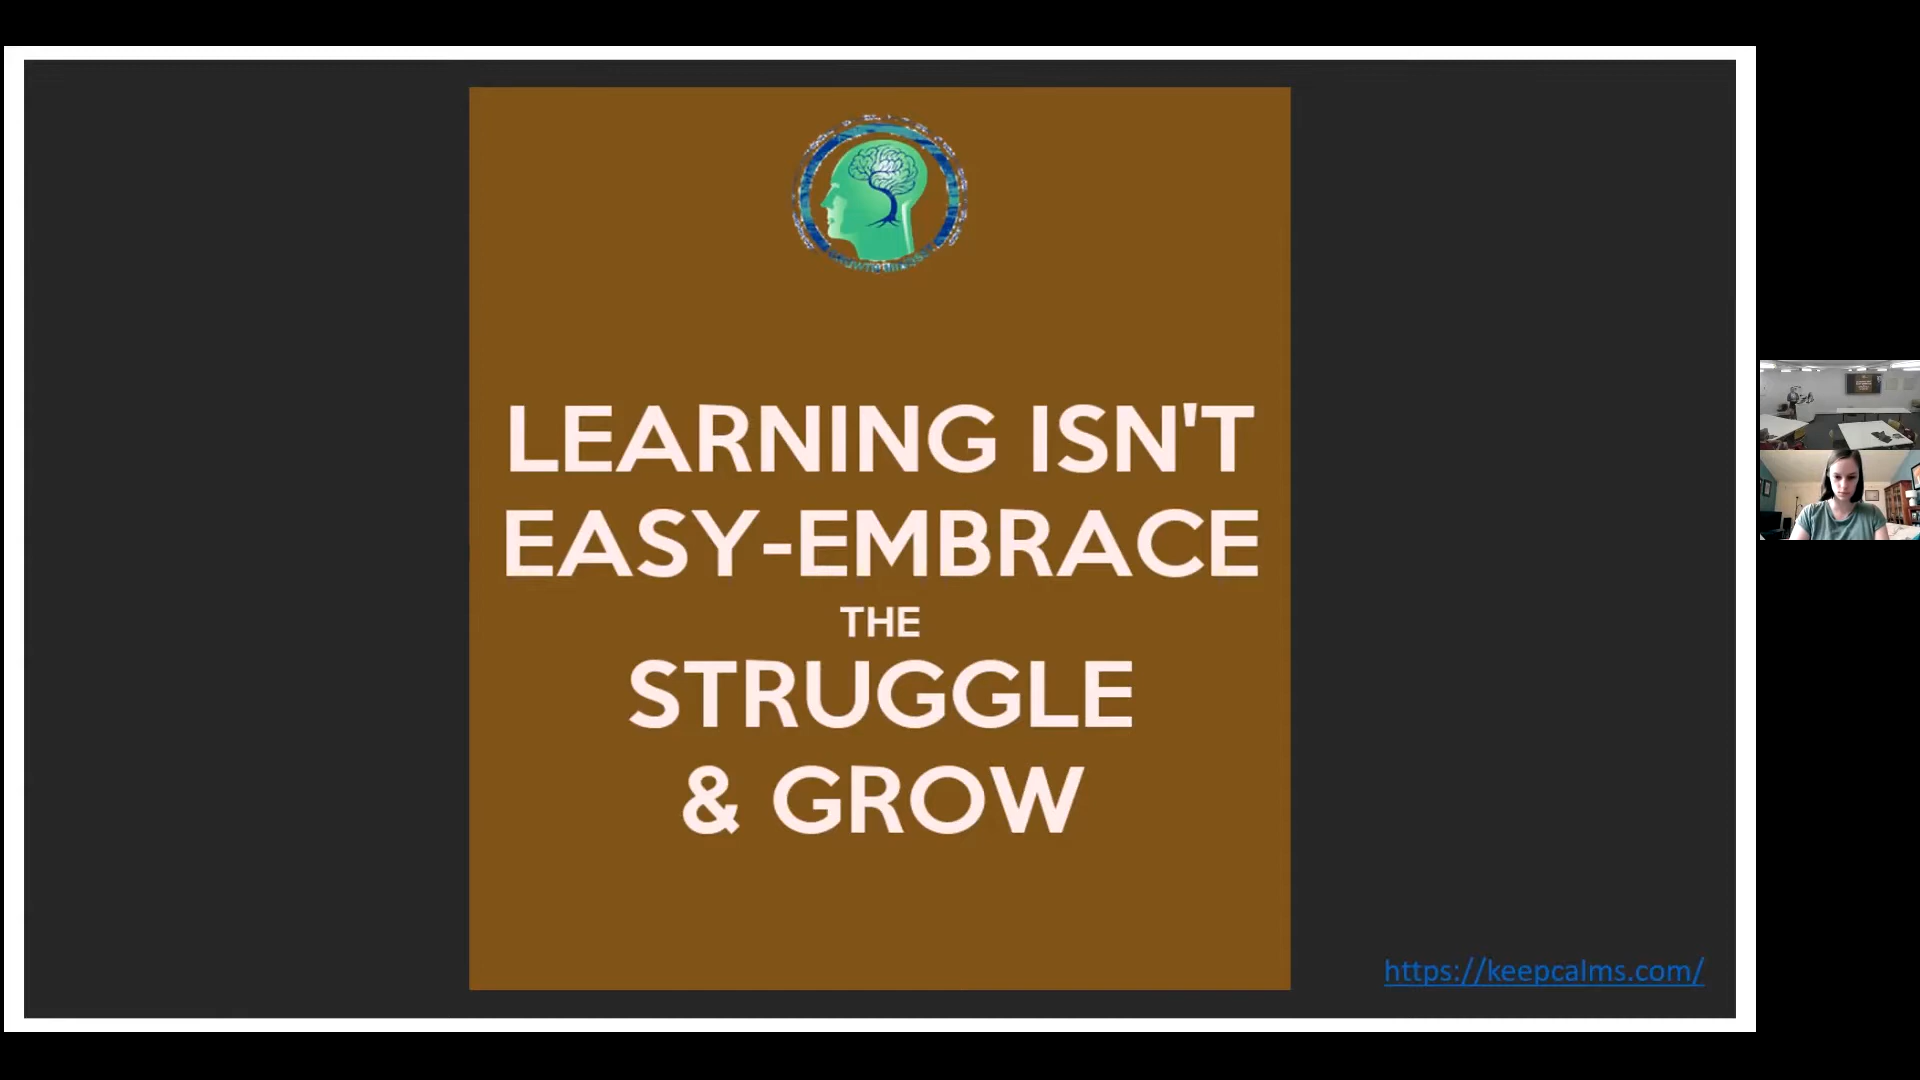 LEARNING ISN'T
EASY-EMBRACE
THE
STRUGGLE
& GROW
https://keepcalms.com/